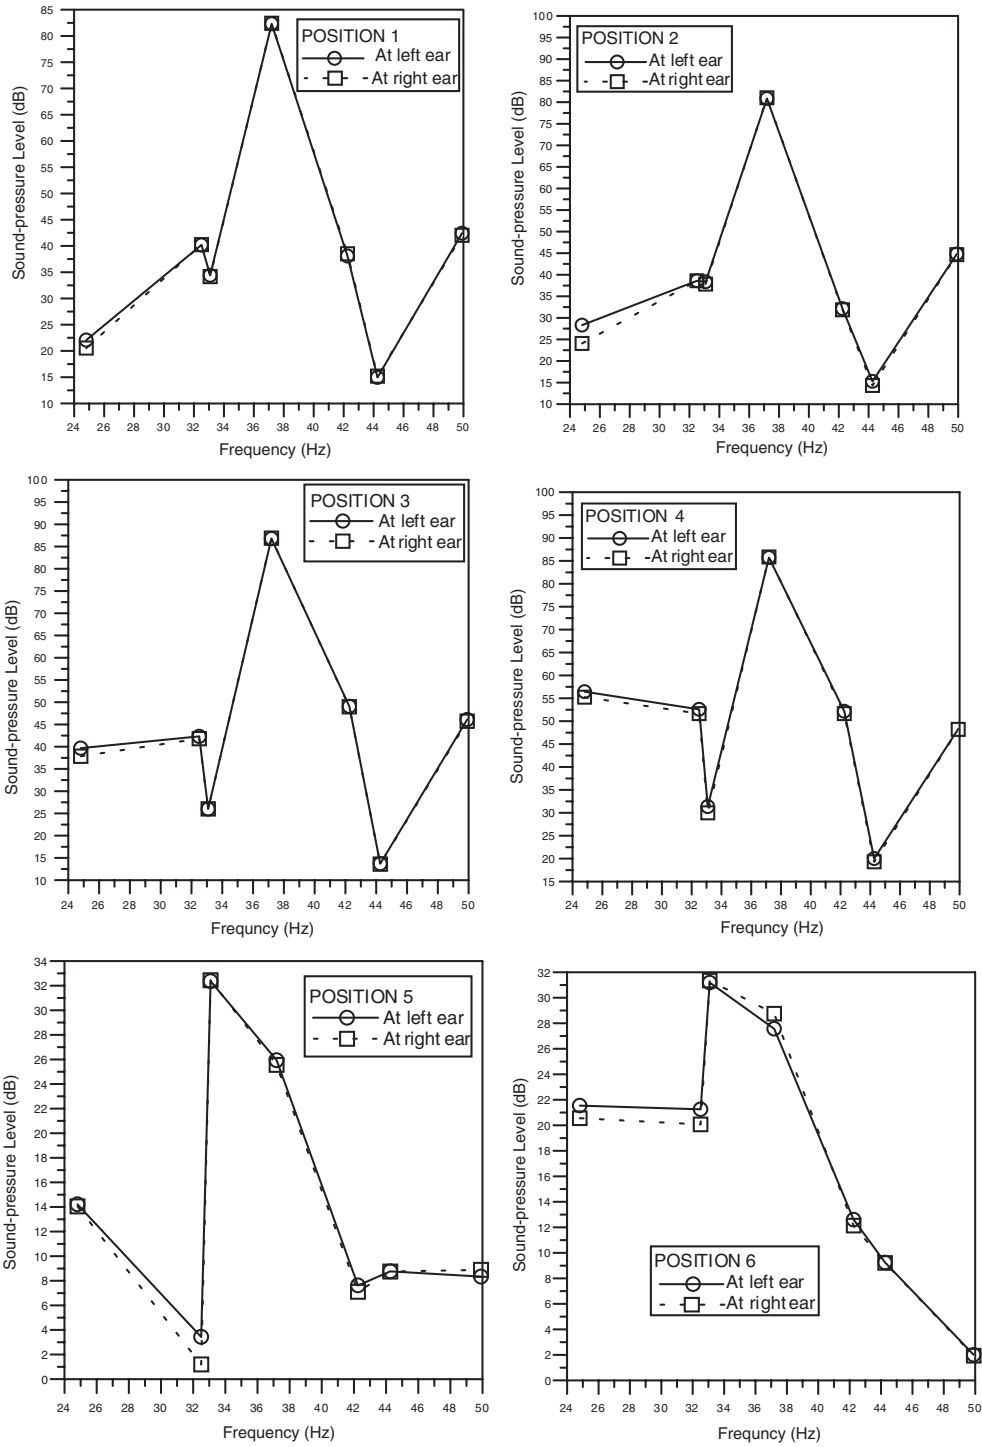 POSITION 1
At left ear
At right ear
Sound-pressure Level (dB)
85
80
75
70
65
60
55
50
45
40
35
30
25
20
15
10
24 26 28 30 32 34 36 38 40 42 44 46 48 50
Frequency (Hz)
POSITION 2
At left ear
At right ear
Sound-pressure Level (dB)
100
95
90
85
80
75
70
65
60
55
50
45
40
35
30
25
20
15
10
24 26 28 30 32 34 36 38 40 42 44 46 48 50
Frequency (Hz)
POSITION 3
At left ear
At right ear
Sound-pressure Level (dB)
100
95
90
85
80
75
70
65
60
55
50
45
40
35
30
25
20
15
10
24 26 28 30 32 34 36 38 40 42 44 46 48 50
Frequncy (Hz)
POSITION 4
At left ear
At right ear
Sound-pressure Level (dB)
100
95
90
85
80
75
70
65
60
55
50
45
40
35
30
25
20
15
24 26 28 30 32 34 36 38 40 42 44 46 48 50
Frequncy (Hz)
POSITION 5
At left ear
At right ear
Sound-pressure Level (dB)
34
32
30
28
26
24
22
20
18
16
14
12
10
8
6
4
2
0
24 26 28 30 32 34 36 38 40 42 44 46 48 50
Frequency (Hz)
POSITION 6
At left ear
At right ear
Sound-pressure Level (dB)
32
30
28
26
24
22
20
18
16
14
12
10
8
6
4
2
0
24 26 28 30 32 34 36 38 40 42 44 46 48 50
Frequncy (Hz)